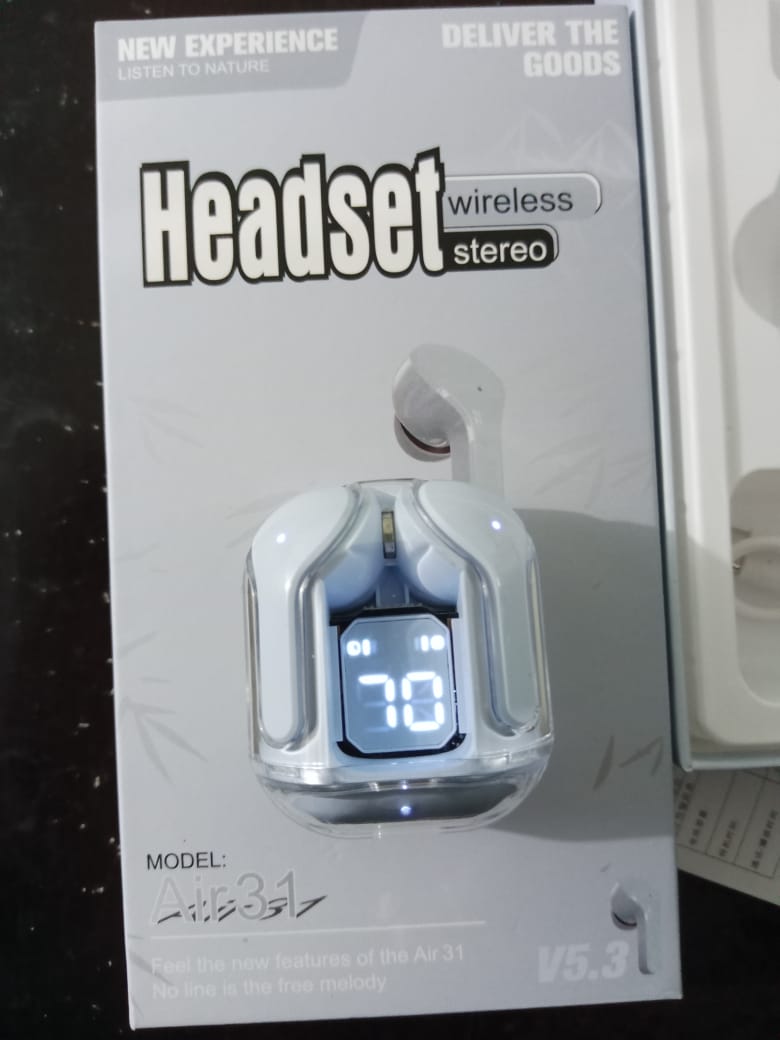 NEW EXPERIENCE
LISTEN TO NATURE
DELIVER THE
GOODS
Headset
wireless
stereo
70
MODEL:
Air31
Feel the new features of the Air 31
No line is the free melody
V5.3